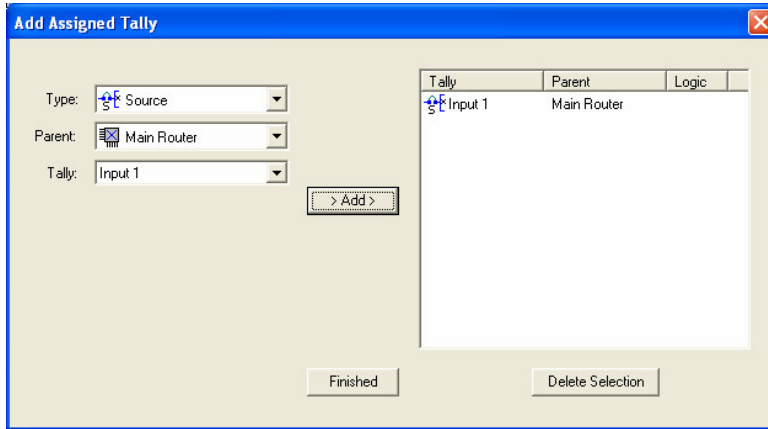 Add Assigned Tally
Type: Source
Parent: Main Router
Tally: Input 1
> Add >
Tally Parent Logic
Input 1 Main Router
Finished
Delete Selection